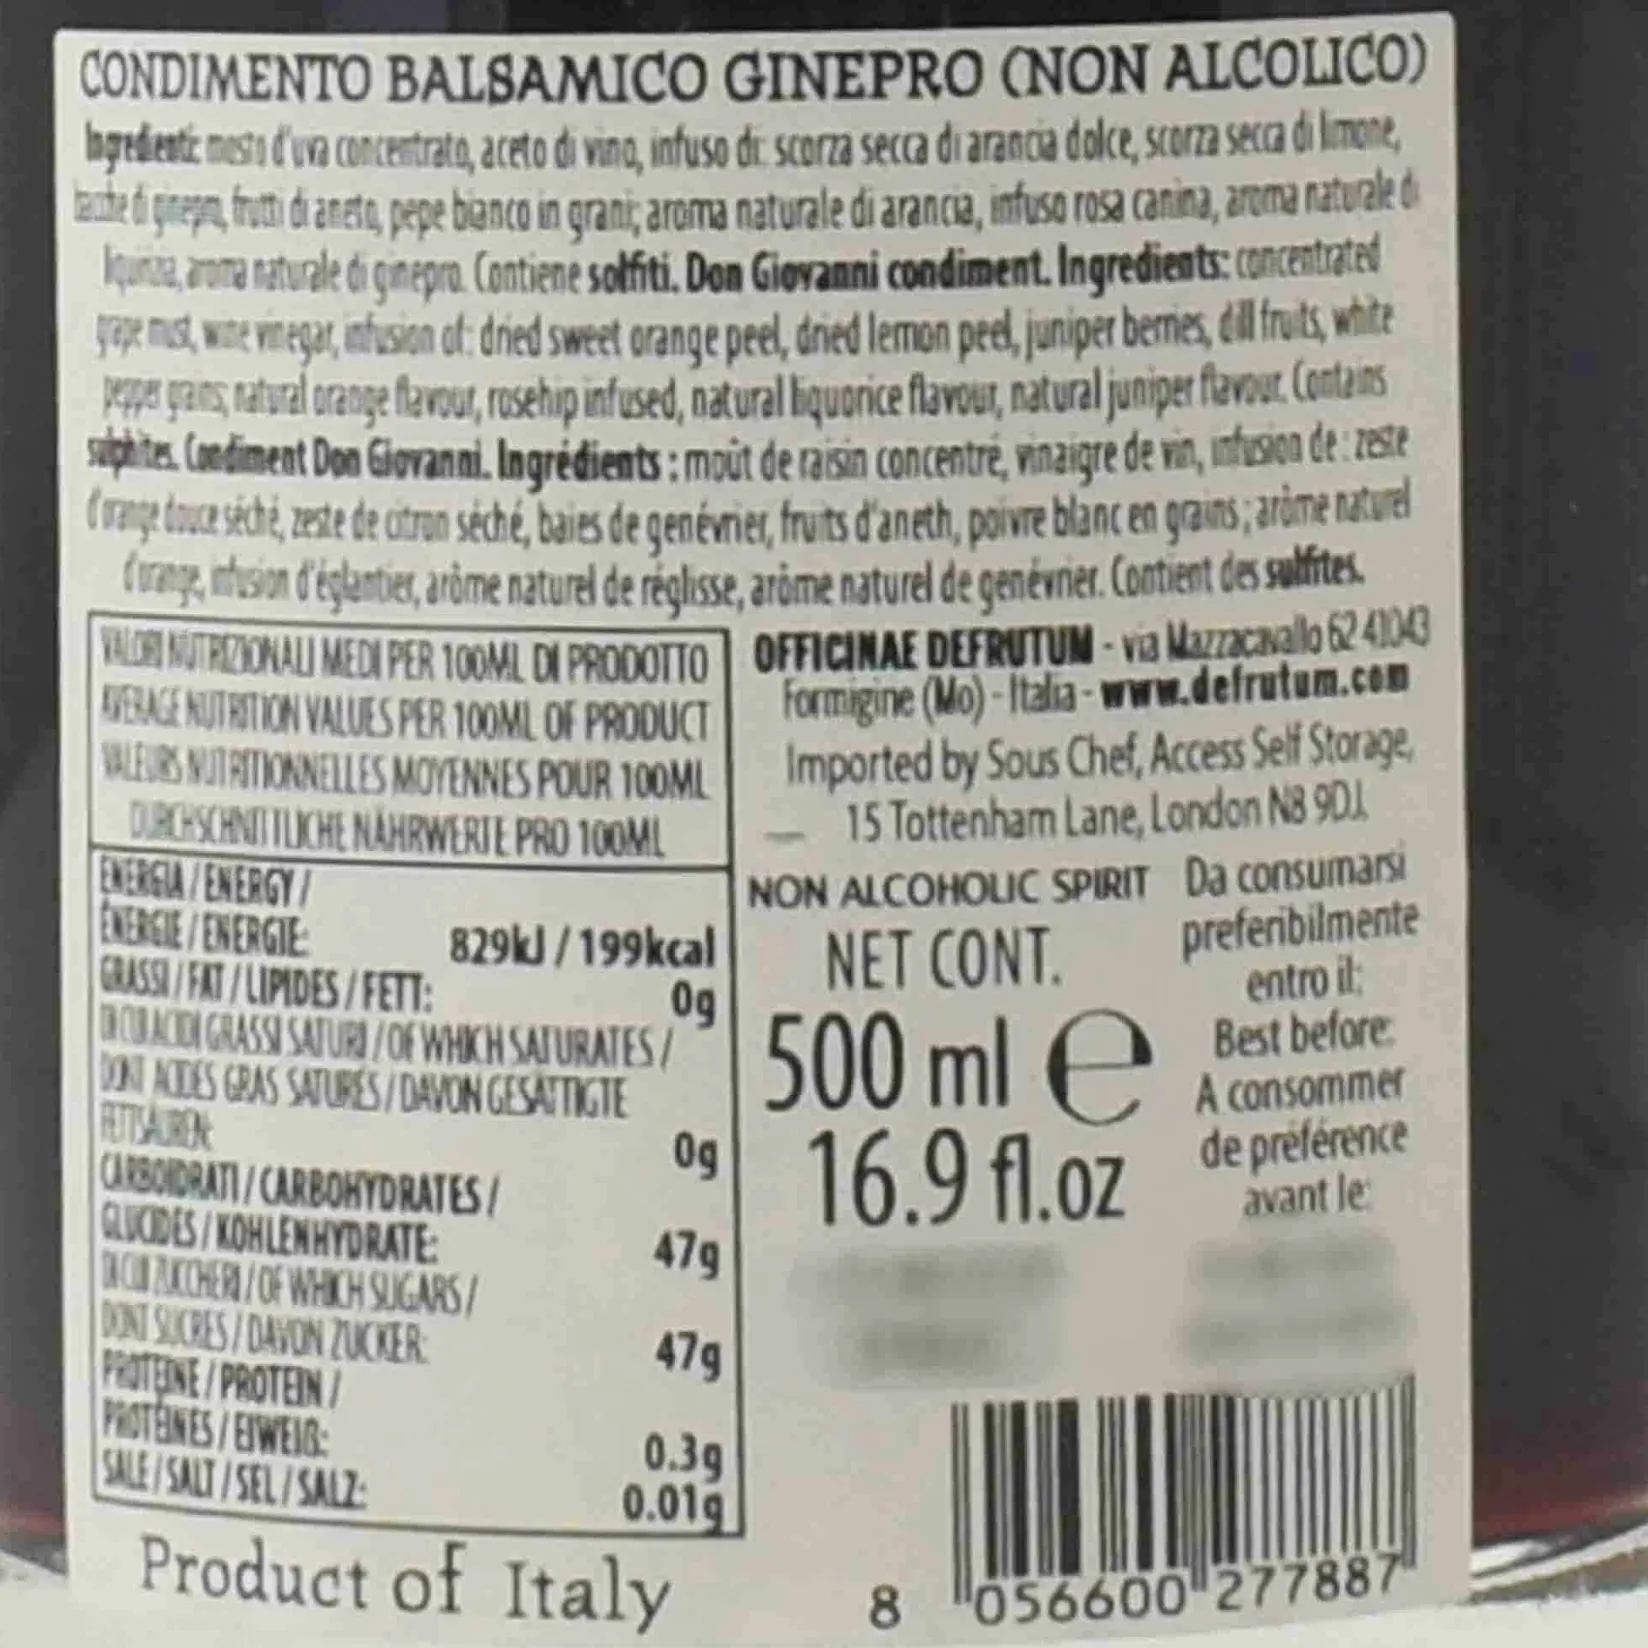 CONDIMENTO BALSAMICO GINEPRO (NON ALCOLICO)
Ingredienti: mosto d'uva concentrato, aceto di vino, infuso di: scorza secca di arancia dolce, scorza secca di limone,
bacche di ginepro, frutti di aneto, pepe bianco in grani; aroma naturale di arancia, infuso rosa canina, aroma naturale di
liquirizia, aroma naturale di ginepro. Contiene solfiti. Don Giovanni condiment. Ingredients: concentrated
grape must, wine vinegar, infusion of: dried sweet orange peel, dried lemon peel, juniper berries, dill fruits, white
pepper grains; natural orange flavour, rosehip infused, natural liquorice flavour, natural juniper flavour. Contains
sulphites. Condiment Don Giovanni. Ingrédients : moût de raisin concentré, vinaigre de vin, infusion de : zeste
d'orange douce séché, zeste de citron séché, baies de genévrier, fruits d'aneth, poivre blanc en grains ; arôme naturel
d'orange, infusion d'églantier, arôme naturel de réglisse, arôme naturel de genévrier. Contient des sulfites.
VALORI NUTRIZIONALI MEDI PER 100ML DI PRODOTTO
AVERAGE NUTRITION VALUES PER 100ML OF PRODUCT
VALEURS NUTRITIONNELLES MOYENNES POUR 100ML
DURCHSCHNITTLICHE NÄHRWERTE PRO 100ML
ENERGIA / ENERGY /
ÉNERGIE / ENERGIE: 829kJ / 199kcal
GRASSI / FAT / LIPIDES / FETT: 0g
DI CUI ACIDI GRASSI SATURI / OF WHICH SATURATES /
DONT ACIDES GRAS SATURÉS / DAVON GESÄTTIGTE
FETTSÄUREN: 0g
CARBOIDRATI / CARBOHYDRATES /
GLUCIDES / KOHLENHYDRATE: 47g
DI CUI ZUCCHERI / OF WHICH SUGARS /
DONT SUCRES / DAVON ZUCKER: 47g
PROTEINE / PROTEIN /
PROTÉINES / EIWEIß: 0.3g
SALE / SALT / SEL / SALZ: 0.01g
Product of Italy
OFFICINAE DEFRUTUM - via Mazzacavallo 62 41043
Formigine (Mo) - Italia - www.defrutum.com
Imported by Sous Chef, Access Self Storage,
15 Tottenham Lane, London N8 9DJ.
NON ALCOHOLIC SPIRIT
NET CONT.
500 ml e
16.9 fl.oz
Da consumarsi
preferibilmente
entro il:
Best before:
A consommer
de préférence
avant le:
8 056600 277887